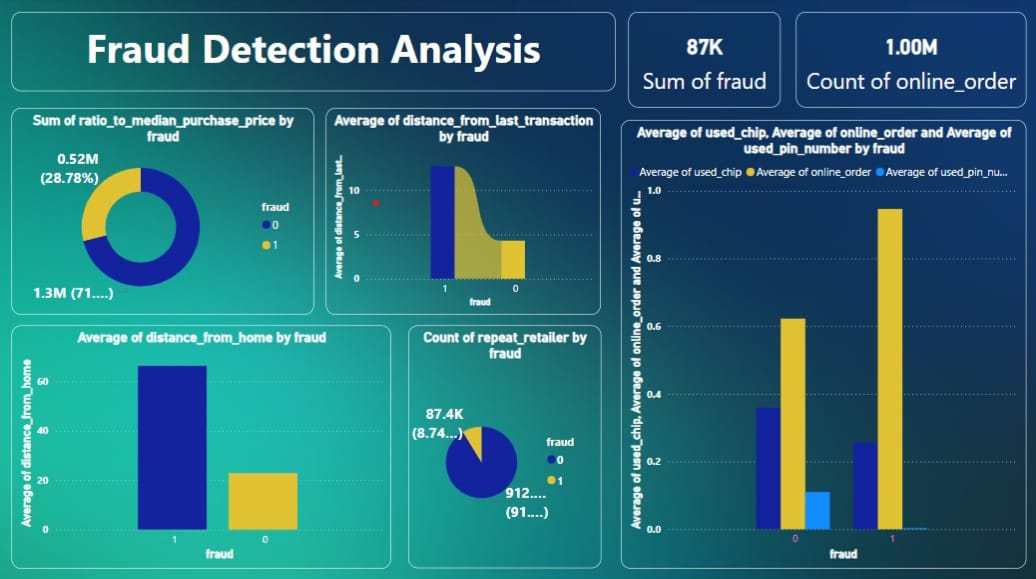 Fraud Detection Analysis
87K
Sum of fraud
1.00M
Count of online_order
Sum of ratio_to_median_purchase_price by
fraud
0.52M
(28.78%)
fraud
0
1
1.3M (71....)
Average of distance_from_last_transaction
by fraud
Average of distance_from_last...
10
5
0
1
0
fraud
Average of used_chip, Average of online_order and Average of
used_pin_number by fraud
Average of used_chip
Average of online_order
Average of used_pin_nu...
Average of used_chip, Average of online_order and Average of u...
1.0
0.8
0.6
0.4
0.2
0.0
0
1
fraud
Average of distance_from_home by fraud
Average of distance_from_home
60
40
20
0
1
0
fraud
Count of repeat_retailer by
fraud
87.4K
(8.74...)
fraud
0
1
912....
(91....)